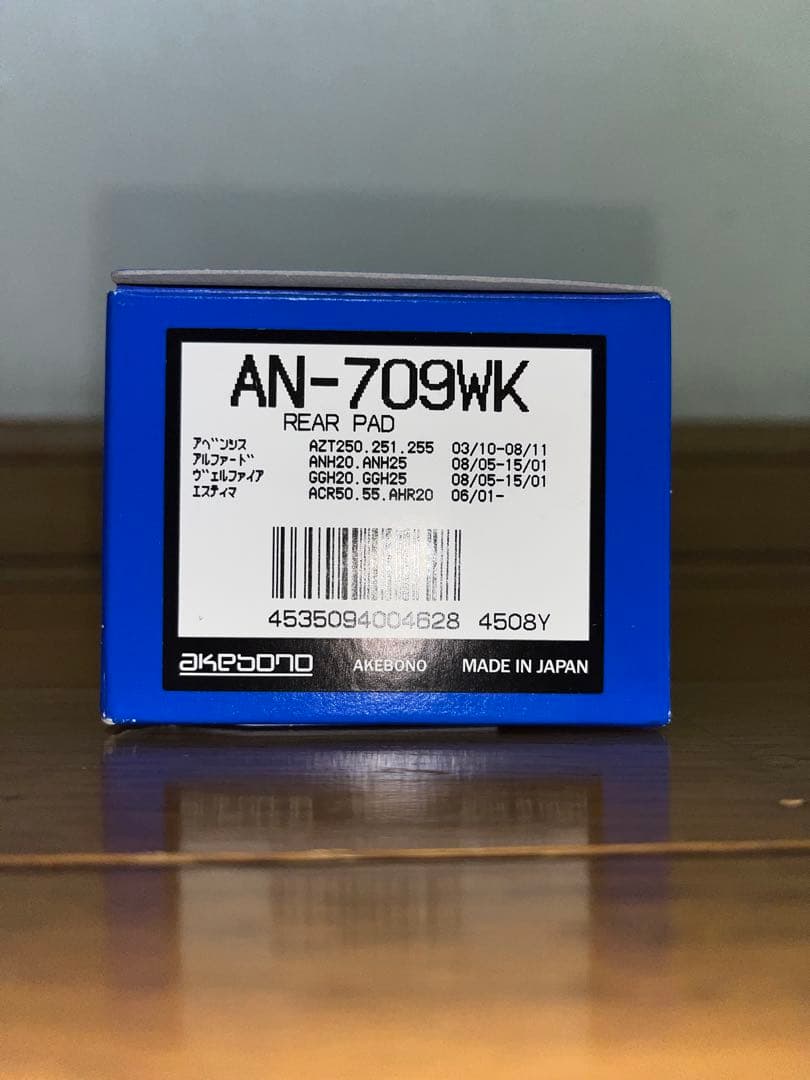 AN-709WK
REAR PAD
アベンシス AZT250.251.255 03/10-08/11
アルファード ANH20.ANH25 08/05-15/01
ヴェルファイア GGH20.GGH25 08/05-15/01
エスティマ ACR50.55.AHR20 06/01-
4535094004628 4508Y
akebono AKEBONO MADE IN JAPAN